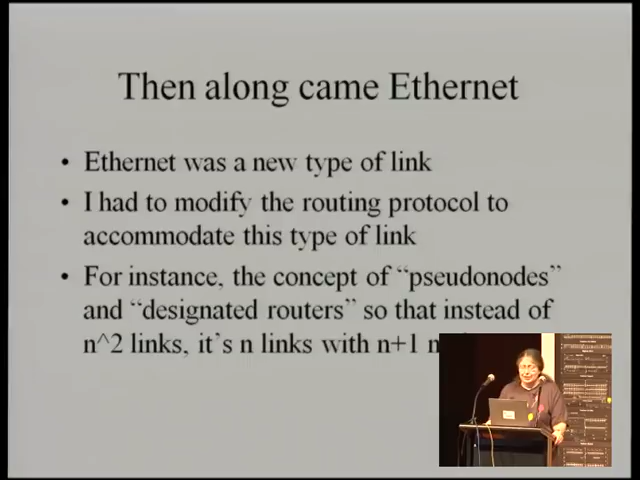 Then along came Ethernet
• Ethernet was a new type of link
• I had to modify the routing protocol to
accommodate this type of link
• For instance, the concept of “pseudonodes”
and “designated routers” so that instead of
n^2 links, it’s n links with n+1